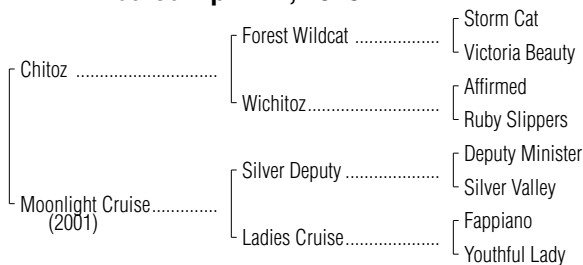 Storm Cat
Forest Wildcat ..................
Victoria Beauty
Chitoz ..............................
Affirmed
Wichitoz............................
Ruby Slippers
Deputy Minister
Silver Deputy ....................
Silver Valley
Moonlight Cruise..............
(2001)
Fappiano
Ladies Cruise....................
Youthful Lady